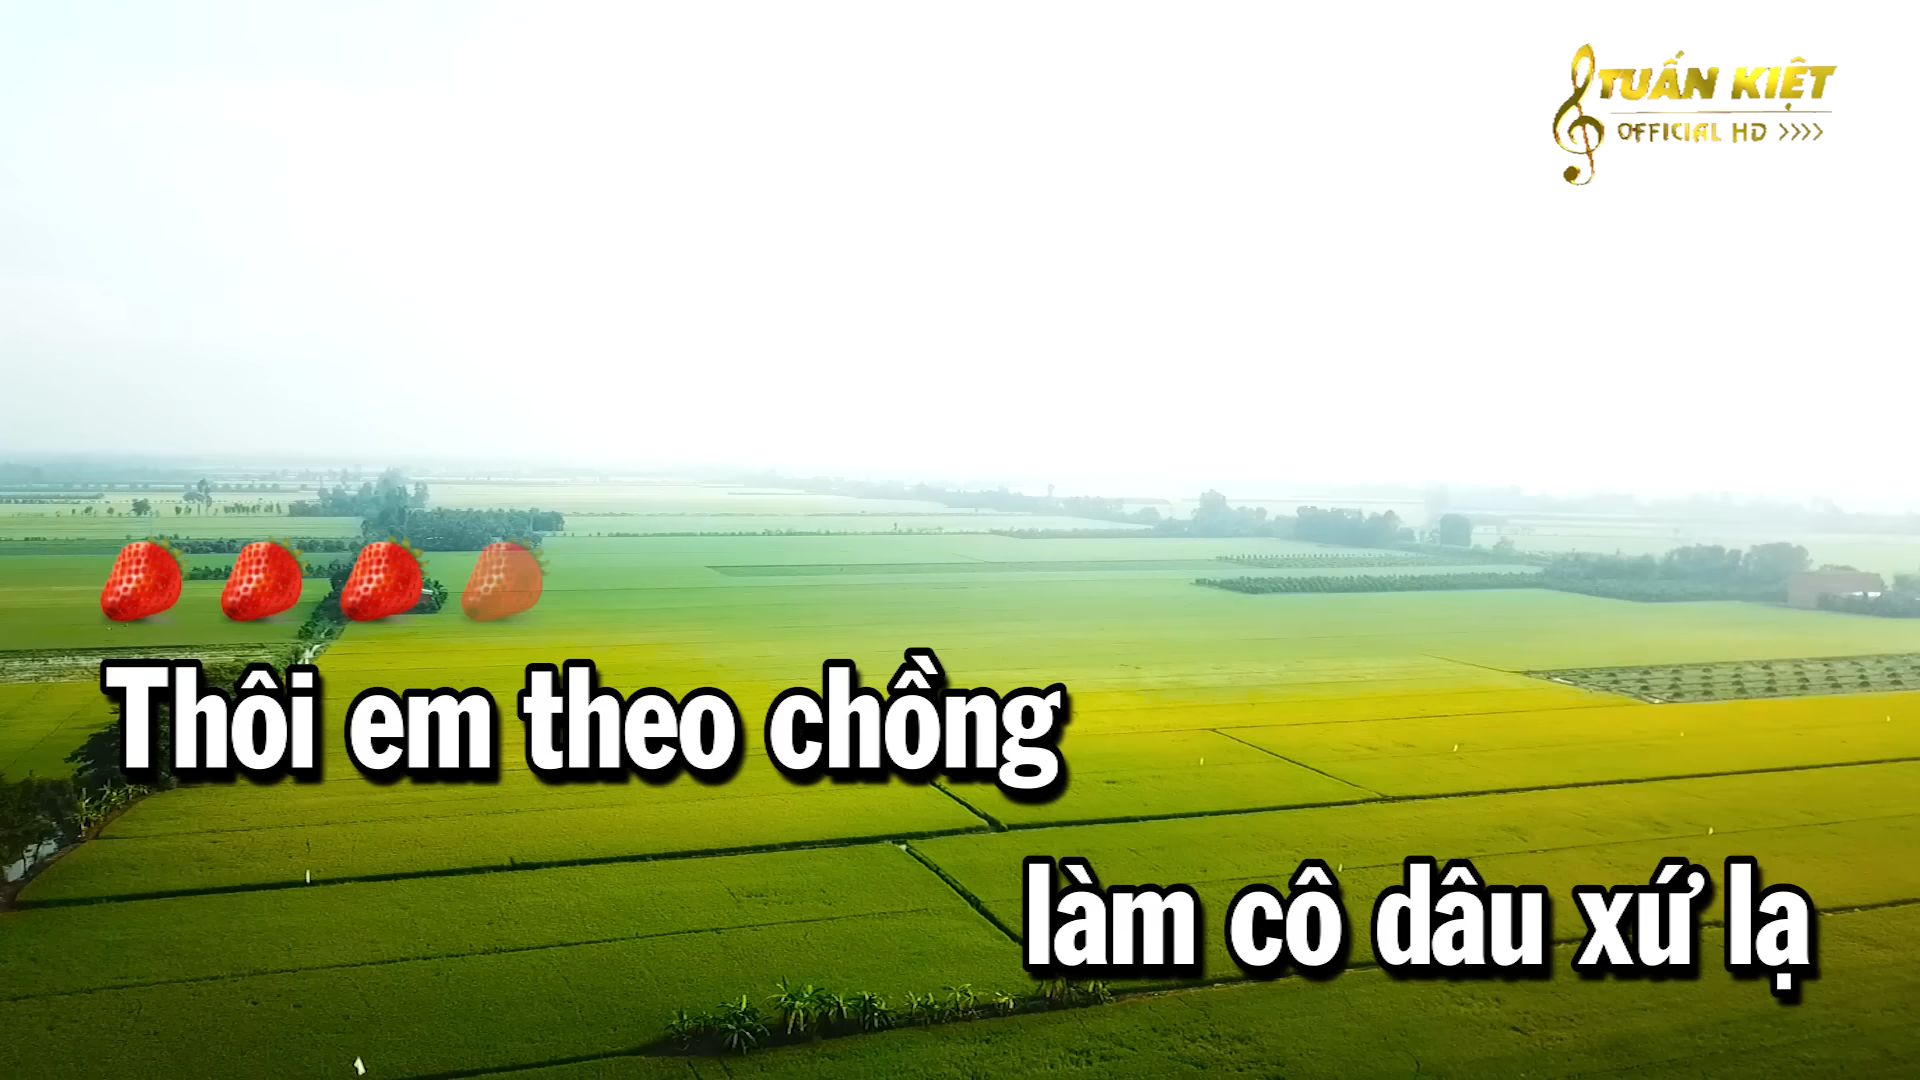 TUẤN KIỆT
OFFICIAL HD >>>>
Thôi em theo chồng
làm cô dâu xứ lạ